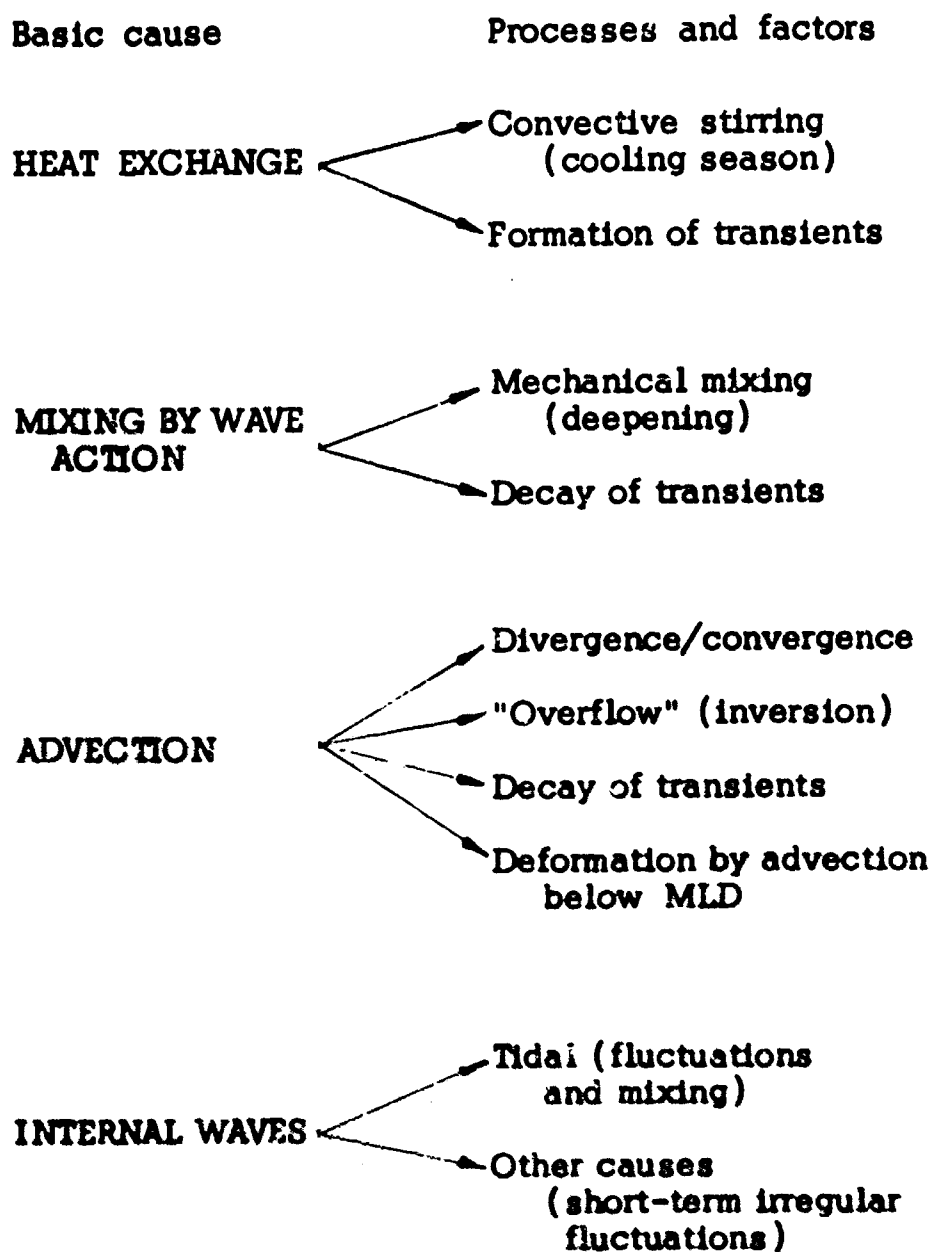 Basic cause Processes and factors
HEAT EXCHANGE
Convective stirring
(cooling season)
Formation of transients
MIXING BY WAVE
ACTION
Mechanical mixing
(deepening)
Decay of transients
ADVECTION
Divergence/convergence
"Overflow" (inversion)
Decay of transients
Deformation by advection
below MLD
INTERNAL WAVES
Tidal (fluctuations
and mixing)
Other causes
(short-term irregular
fluctuations)